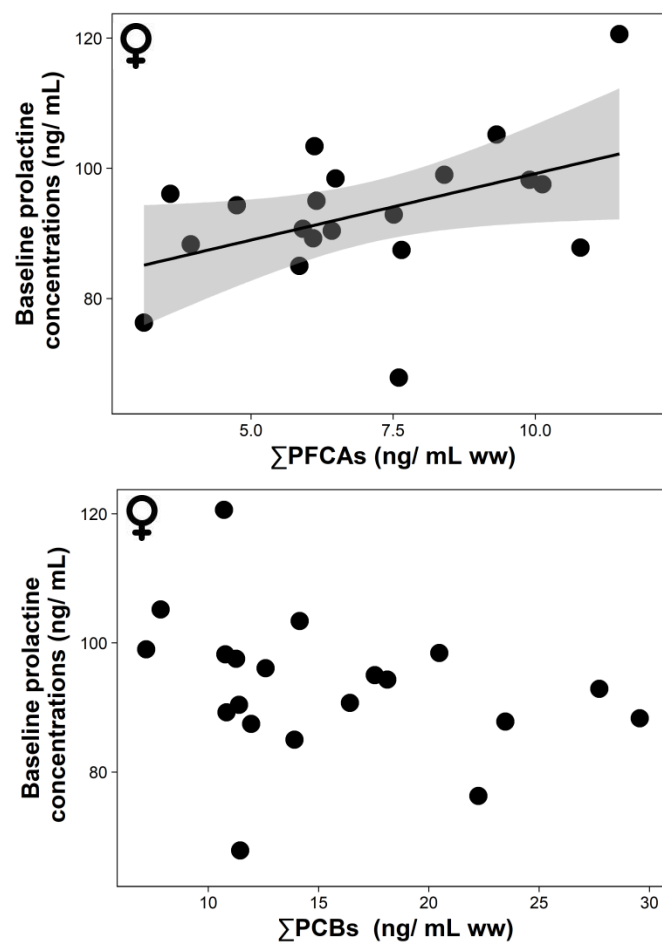 ♀
120
100
80
Baseline prolactine
concentrations (ng/ mL)
5.0 7.5 10.0
∑PFCAs (ng/ mL ww)
♀
120
100
80
Baseline prolactine
concentrations (ng/ mL)
10 15 20 25 30
∑PCBs (ng/ mL ww)